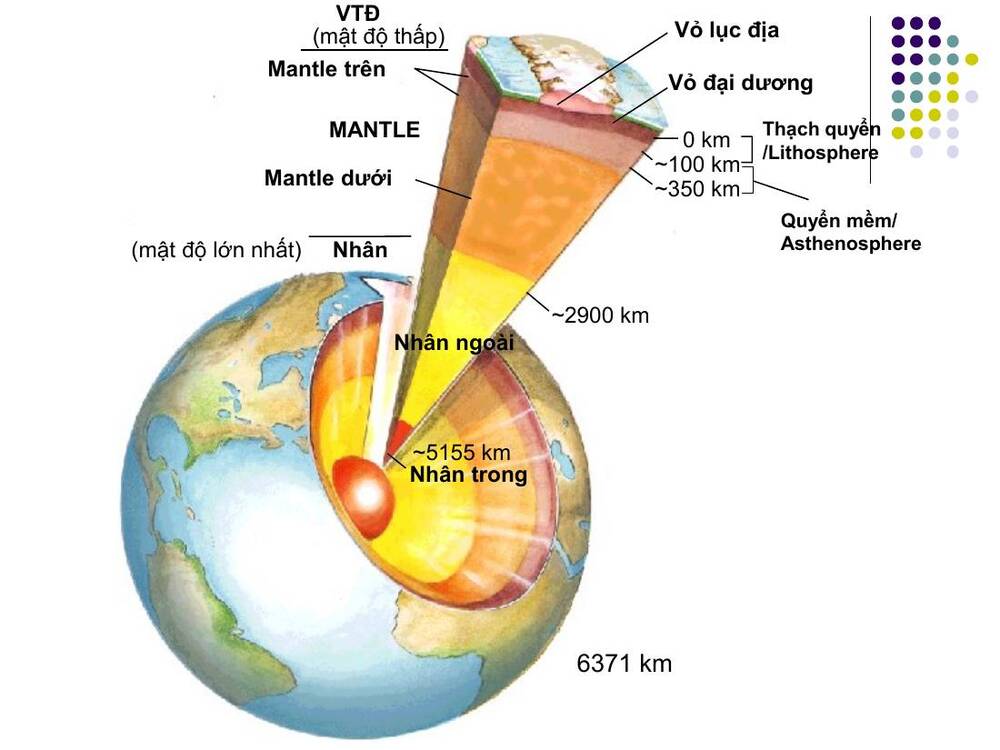 VTĐ
(mật độ thấp)
Mantle trên
MANTLE
Mantle dưới
(mật độ lớn nhất) Nhân
Vỏ lục địa
Vỏ đại dương
0 km
~100 km
~350 km
Thạch quyển
/Lithosphere
Quyển mềm/
Asthenosphere
~2900 km
Nhân ngoài
~5155 km
Nhân trong
6371 km